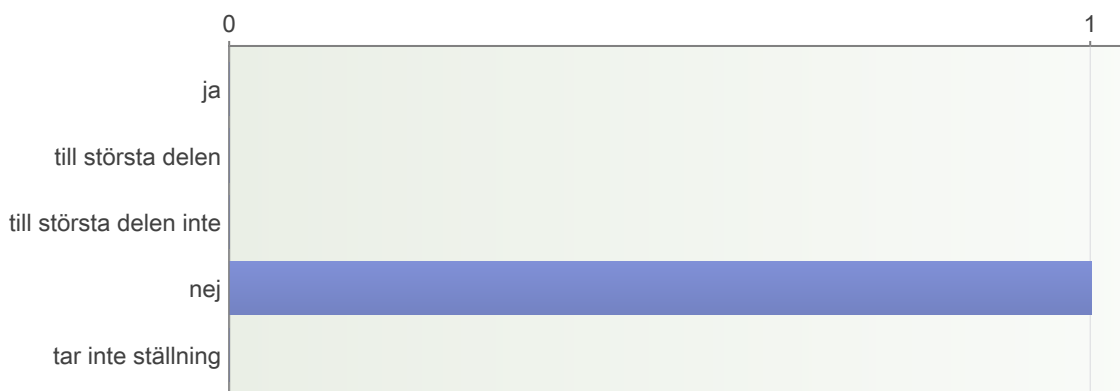 0 1
ja
till största delen
till största delen inte
nej
tar inte ställning